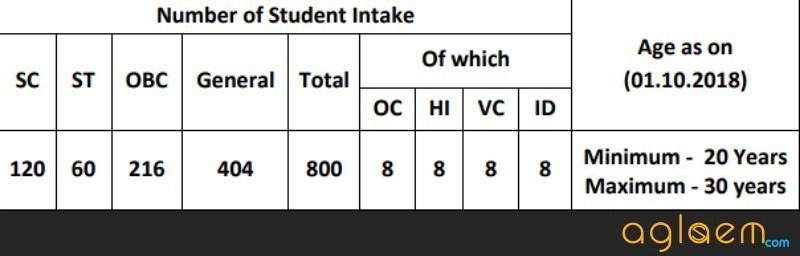 Number of Student Intake
Age as on
(01.10.2018)
SC ST OBC General Total Of which
OC HI VC ID
120 60 216 404 800 8 8 8 8
Minimum - 20 Years
Maximum - 30 years
aglasem.com